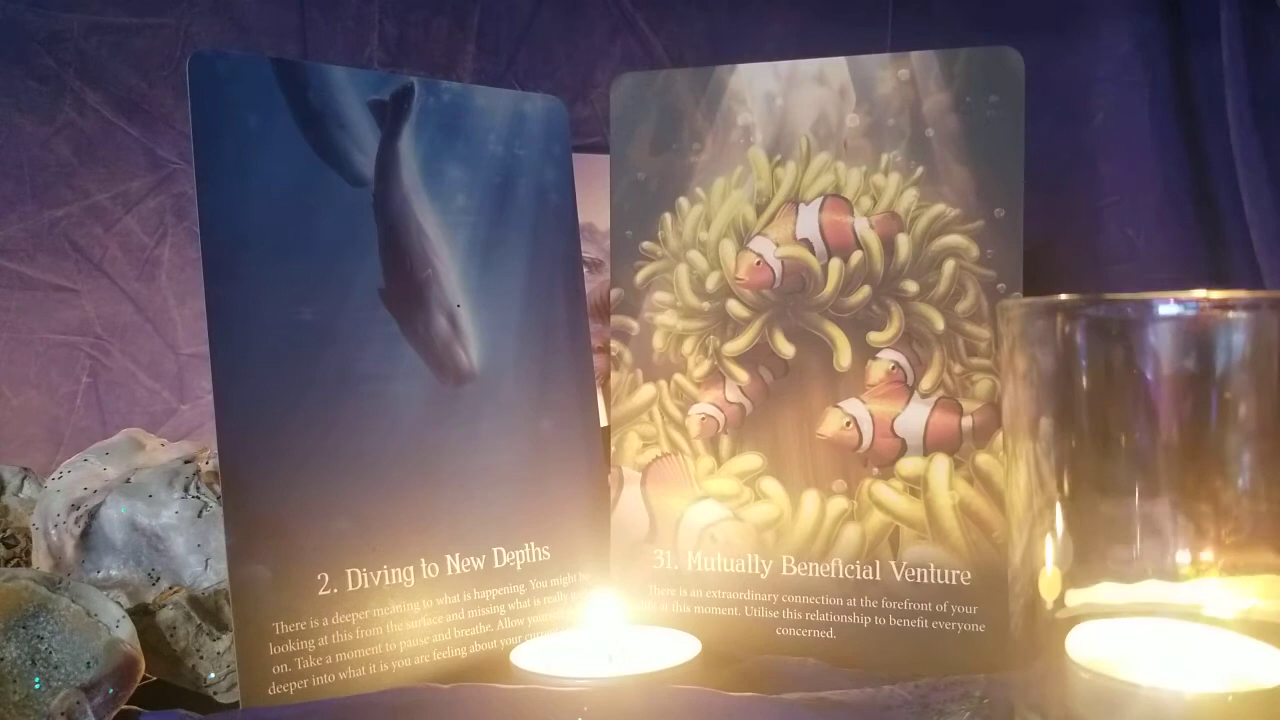 2. Diving to New Depths
There is a deeper meaning to what is happening. You might
looking at this from the surface and missing what is really
on. Take a moment to pause and breathe. Allow yourself
deeper into what it is you are feeling about your
31. Mutually Beneficial Venture
There is an extraordinary connection at the forefront of your
at this moment. Utilise this relationship to benefit everyone
concerned.